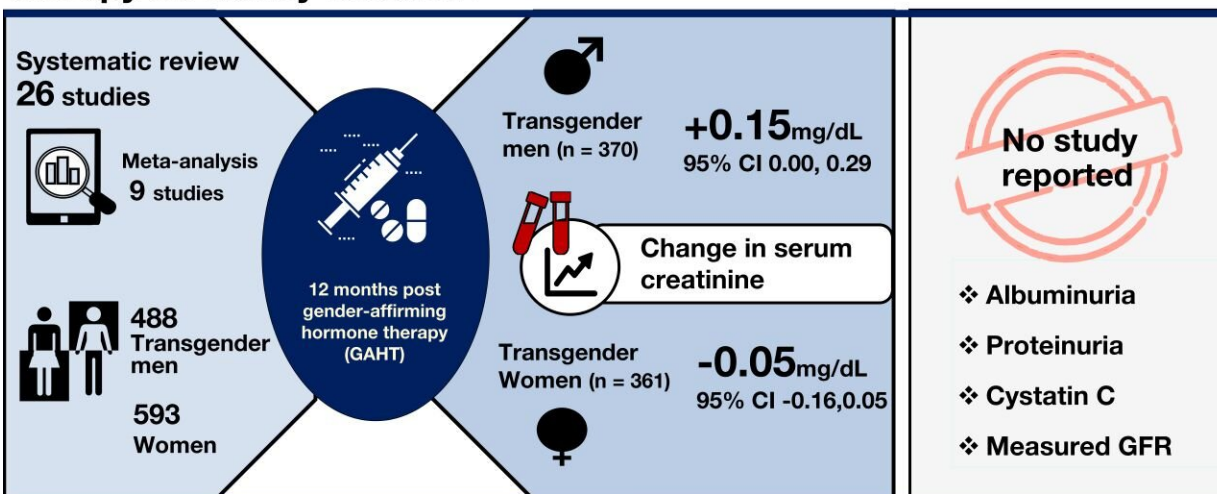 Systematic review
26 studies
Meta-analysis
9 studies
488
Transgender
men
593
Women
12 months post
gender-affirming
hormone therapy
(GAHT)
Transgender
men (n = 370)
+0.15mg/dL
95% CI 0.00, 0.29
Change in serum
creatinine
Transgender
Women (n = 361)
-0.05mg/dL
95% CI -0.16,0.05
No study
reported
❖ Albuminuria
❖ Proteinuria
❖ Cystatin C
❖ Measured GFR